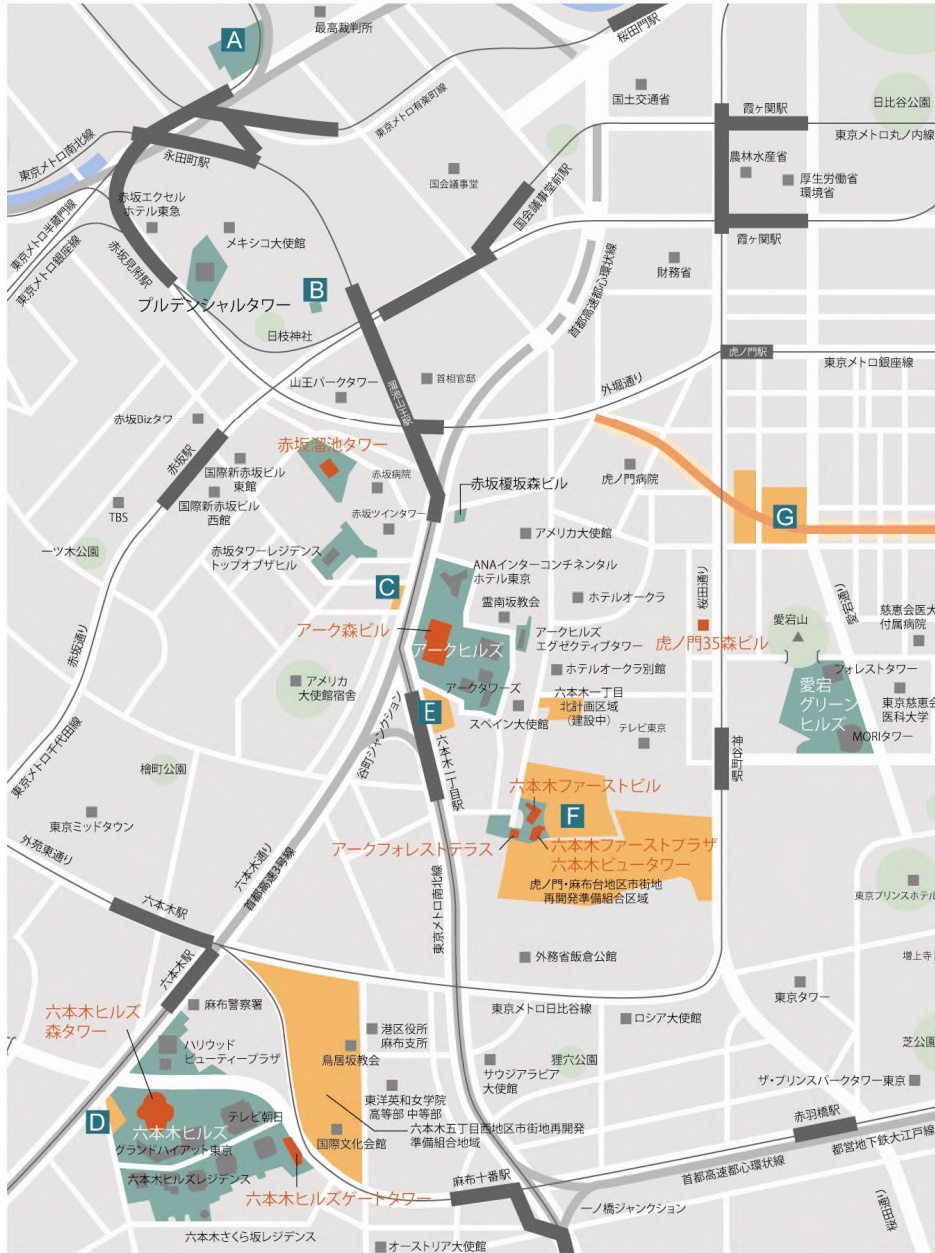 A
最高裁判所
桜田門駅
国土交通省
霞ヶ関駅
日比谷公園
東京メトロ有楽町線
東京メトロ丸ノ内線
東京メトロ南北線
永田町駅
国会議事堂
農林水産省
厚生労働省
環境省
赤坂エクセル
ホテル東急
国会議事堂前駅
東京メトロ半蔵門線
東京メトロ銀座線
赤坂見附駅
メキシコ大使館
霞ヶ関駅
財務省
首都高速都心環状線
プルデンシャルタワー
B
日枝神社
虎ノ門駅
東京メトロ銀座線
溜池山王駅
首相官邸
外堀通り
山王パークタワー
赤坂Bizタワー
赤坂駅
赤坂溜池タワー
国際新赤坂ビル
東館
赤坂病院
虎ノ門病院
赤坂榎坂森ビル
国際新赤坂ビル
西館
TBS
赤坂ツインタワー
G
アメリカ大使館
一ツ木公園
赤坂タワーレジデンス
トップオブザヒル
ANAインターコンチネンタル
ホテル東京
C
ホテルオークラ
桜田通り
愛宕通り
霊南坂教会
慈恵会医大
付属病院
アーク森ビル
アークヒルズ
アークヒルズ
エグゼクティブタワー
虎ノ門35森ビル
愛宕山
赤坂通り
ホテルオークラ別館
フォレストタワー
アメリカ
大使館宿舎
アークタワーズ
六本木一丁目
北計画区域
(建設中)
愛宕
グリーン
ヒルズ
東京慈恵会
医科大学
E
スペイン大使館
テレビ東京
MORIタワー
谷町ジャンクション
六本木一丁目駅
神谷町駅
東京メトロ千代田線
檜町公園
六本木ファーストビル
F
東京ミッドタウン
アークフォレストテラス
六本木ファーストプラザ
六本木ビュータワー
外苑東通り
六本木通り
首都高速3号線
虎ノ門・麻布台地区市街地
再開発準備組合区域
東京プリンスホテル
六本木駅
東京メトロ南北線
外務省飯倉公館
増上寺
六本木駅
東京タワー
東京メトロ日比谷線
麻布警察署
六本木ヒルズ
森タワー
ロシア大使館
港区役所
麻布支所
ハリウッド
ビューティープラザ
鳥居坂教会
狸穴公園
芝公園
サウジアラビア
大使館
ザ・プリンスパークタワー東京
東洋英和女学院
高等部 中等部
D
テレビ朝日
六本木ヒルズ
グランドハイアット東京
六本木五丁目西地区市街地再開発
準備組合地域
赤羽橋駅
国際文化会館
都営地下鉄大江戸線
六本木ヒルズレジデンス
麻布十番駅
首都高速都心環状線
六本木ヒルズゲートタワー
一ノ橋ジャンクション
桜田通り
六本木さくら坂レジデンス
オーストリア大使館